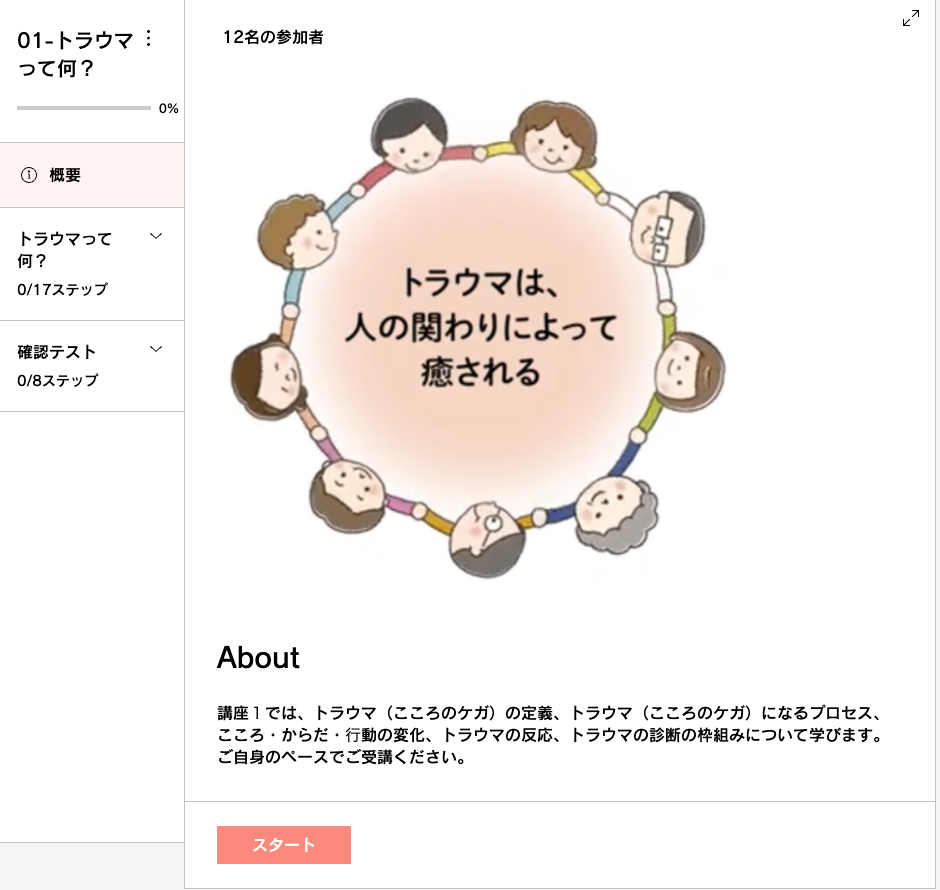 01-トラウマ
って何？
0%
概要
トラウマって
何？
0/17ステップ
確認テスト
0/8ステップ
12名の参加者
トラウマは、
人の関わりによって
癒される
About
講座１では、トラウマ（こころのケガ）の定義、トラウマ（こころのケガ）になるプロセス、
こころ・からだ・行動の変化、トラウマの反応、トラウマの診断の枠組みについて学びます。
ご自身のペースでご受講ください。
スタート